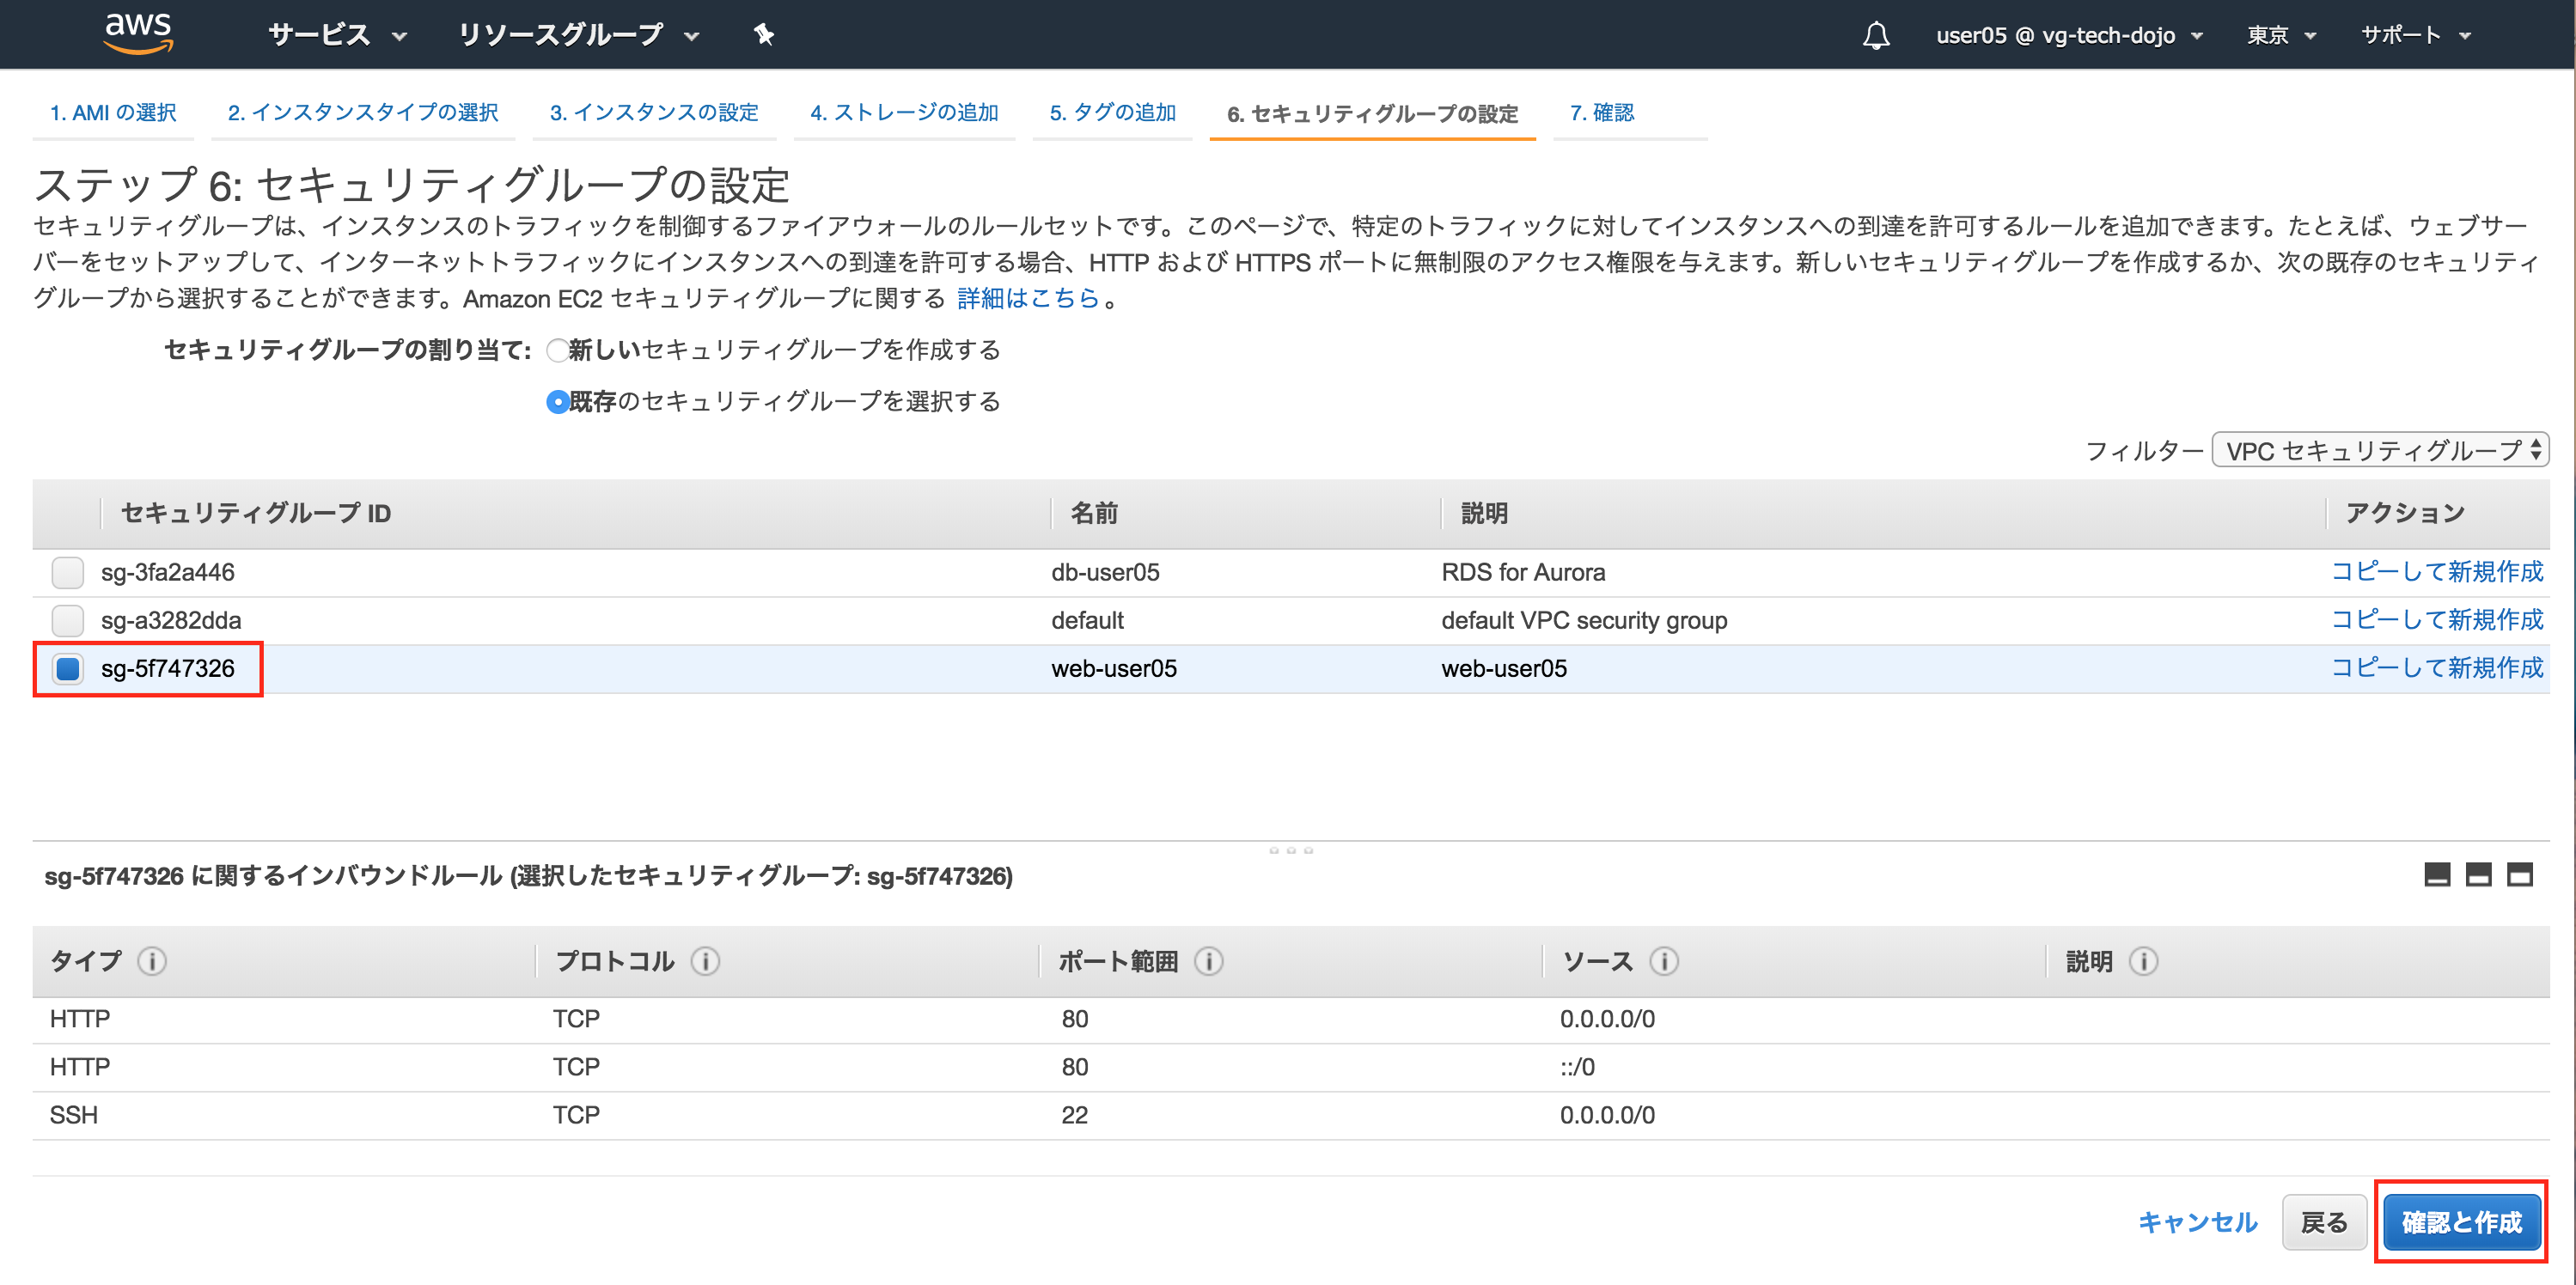 aws サービス リソースグループ user05 @ vg-tech-dojo 東京 サポート
1. AMI の選択 2. インスタンスタイプの選択 3. インスタンスの設定 4. ストレージの追加 5. タグの追加 6. セキュリティグループの設定 7. 確認
ステップ 6: セキュリティグループの設定
セキュリティグループは、インスタンスのトラフィックを制御するファイアウォールのルールセットです。このページで、特定のトラフィックに対してインスタンスへの到達を許可するルールを追加できます。たとえば、ウェブサー
バーをセットアップして、インターネットトラフィックにインスタンスへの到達を許可する場合、HTTP および HTTPS ポートに無制限のアクセス権限を与えます。新しいセキュリティグループを作成するか、次の既存のセキュリティ
グループから選択することができます。Amazon EC2 セキュリティグループに関する 詳細はこちら 。
セキュリティグループの割り当て: 新しいセキュリティグループを作成する
既存のセキュリティグループを選択する
フィルター VPC セキュリティグループ
セキュリティグループ ID 名前 説明 アクション
sg-3fa2a446 db-user05 RDS for Aurora コピーして新規作成
sg-a3282dda default default VPC security group コピーして新規作成
sg-5f747326 web-user05 web-user05 コピーして新規作成
sg-5f747326 に関するインバウンドルール (選択したセキュリティグループ: sg-5f747326)
タイプ プロトコル ポート範囲 ソース 説明
HTTP TCP 80 0.0.0.0/0
HTTP TCP 80 ::/0
SSH TCP 22 0.0.0.0/0
キャンセル 戻る 確認と作成